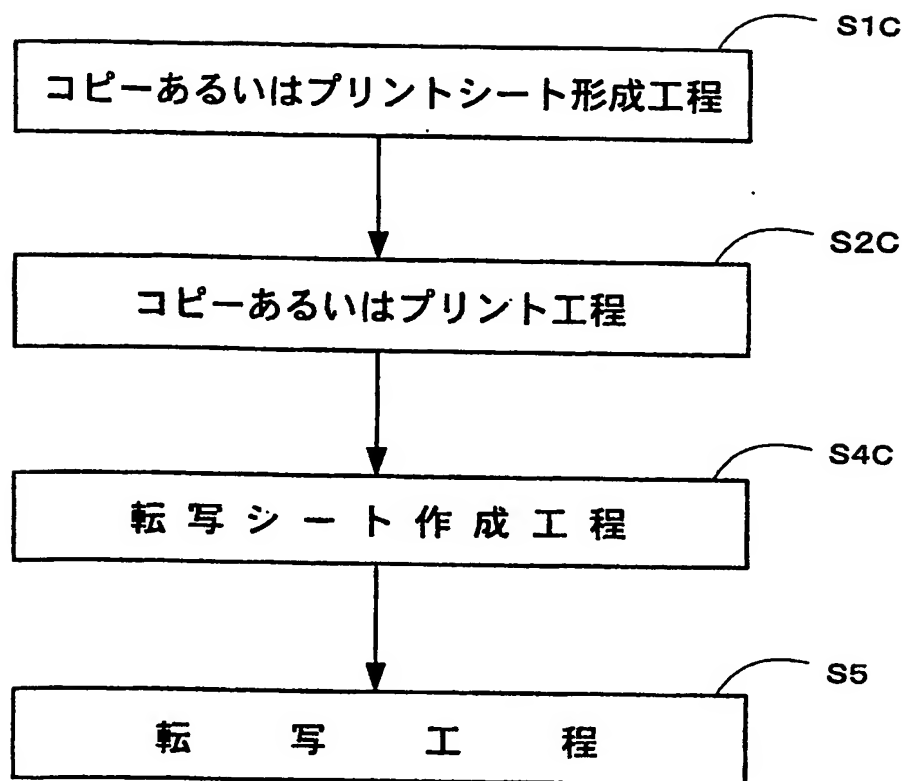 S1C
コピーあるいはプリントシート形成工程
S2C
コピーあるいはプリント工程
S4C
転写シート作成工程
S5
転写工程